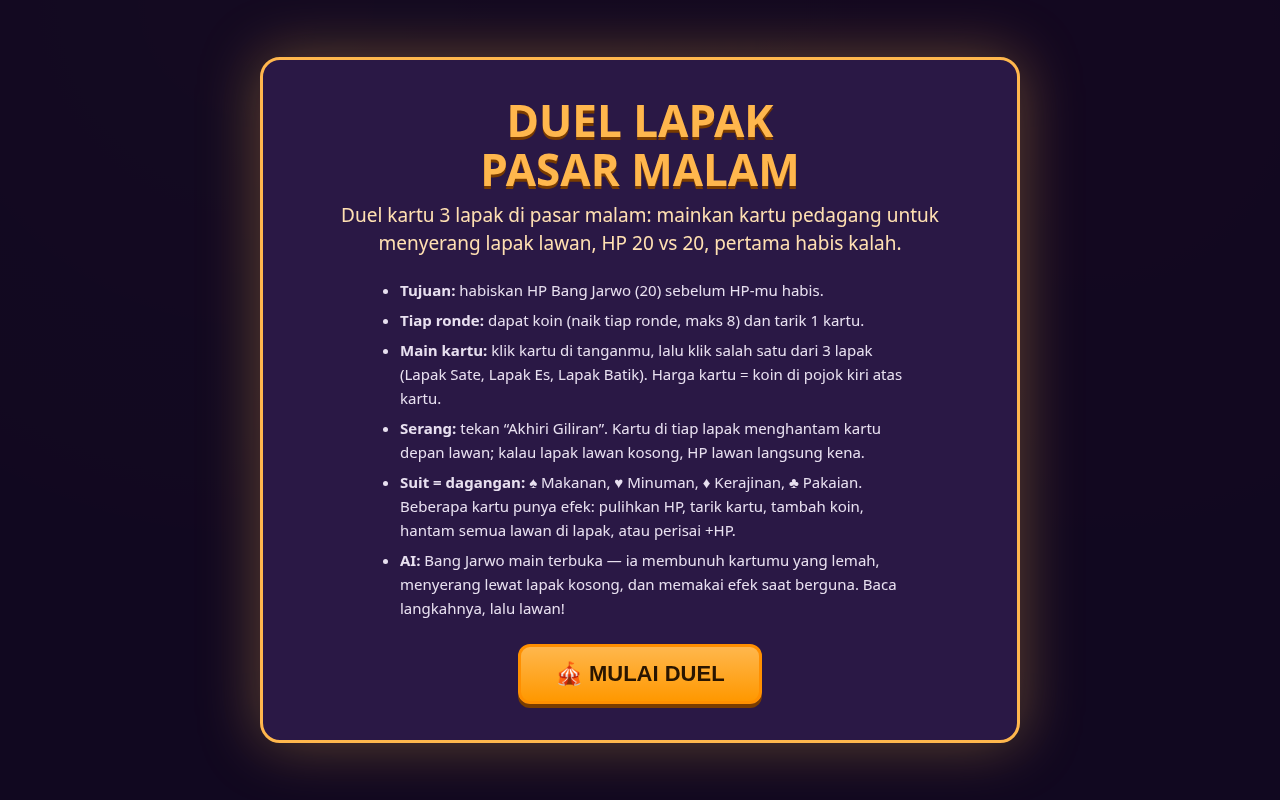 DUEL LAPAK
PASAR MALAM
Duel kartu 3 lapak di pasar malam: mainkan kartu pedagang untuk
menyerang lapak lawan, HP 20 vs 20, pertama habis kalah.
• Tujuan: habiskan HP Bang Jarwo (20) sebelum HP-mu habis.
• Tiap ronde: dapat koin (naik tiap ronde, maks 8) dan tarik 1 kartu.
• Main kartu: klik kartu di tanganmu, lalu klik salah satu dari 3 lapak
(Lapak Sate, Lapak Es, Lapak Batik). Harga kartu = koin di pojok kiri atas
kartu.
• Serang: tekan “Akhiri Giliran”. Kartu di tiap lapak menghantam kartu
depan lawan; kalau lapak lawan kosong, HP lawan langsung kena.
• Suit = dagangan: ♠ Makanan, ♥ Minuman, ♦ Kerajinan, ♣ Pakaian.
Beberapa kartu punya efek: pulihkan HP, tarik kartu, tambah koin,
hantam semua lawan di lapak, atau perisai +HP.
• AI: Bang Jarwo main terbuka — ia membunuh kartumu yang lemah,
menyerang lewat lapak kosong, dan memakai efek saat berguna. Baca
langkahnya, lalu lawan!
🎪 MULAI DUEL